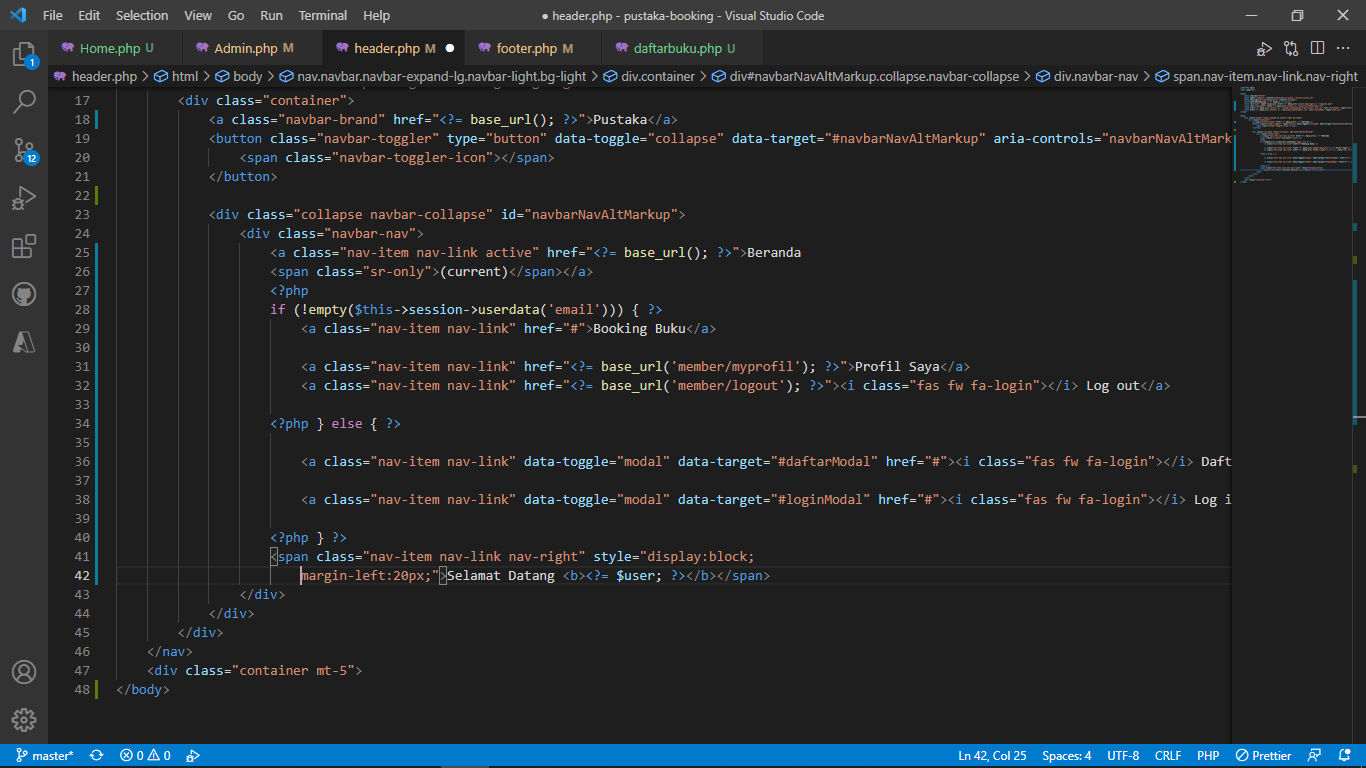 File Edit Selection View Go Run Terminal Help ● header.php - pustaka-booking - Visual Studio Code
Home.php U Admin.php M header.php M ● footer.php M daftarbuku.php U
header.php > html > body > nav.navbar.navbar-expand-lg.navbar-light.bg-light > div.container > div#navbarNavAltMarkup.collapse.navbar-collapse > div.navbar-nav > span.nav-item.nav-link.nav-right
17 <div class="container">
18 <a class="navbar-brand" href="<?= base_url(); ?>">Pustaka</a>
19 <button class="navbar-toggler" type="button" data-toggle="collapse" data-target="#navbarNavAltMarkup" aria-controls="navbarNavAltMark
20 <span class="navbar-toggler-icon"></span>
21 </button>
22
23 <div class="collapse navbar-collapse" id="navbarNavAltMarkup">
24 <div class="navbar-nav">
25 <a class="nav-item nav-link active" href="<?= base_url(); ?>">Beranda
26 <span class="sr-only">(current)</span></a>
27 <?php
28 if (!empty($this->session->userdata('email'))) { ?>
29 <a class="nav-item nav-link" href="#">Booking Buku</a>
30
31 <a class="nav-item nav-link" href="<?= base_url('member/myprofil'); ?>">Profil Saya</a>
32 <a class="nav-item nav-link" href="<?= base_url('member/logout'); ?>"><i class="fas fw fa-login"></i> Log out</a>
33
34 <?php } else { ?>
35
36 <a class="nav-item nav-link" data-toggle="modal" data-target="#daftarModal" href="#"><i class="fas fw fa-login"></i> Daft
37
38 <a class="nav-item nav-link" data-toggle="modal" data-target="#loginModal" href="#"><i class="fas fw fa-login"></i> Log i
39
40 <?php } ?>
41 <span class="nav-item nav-link nav-right" style="display:block;
42 margin-left:20px;">Selamat Datang <b><?= $user; ?></b></span>
43 </div>
44 </div>
45 </div>
46 </nav>
47 <div class="container mt-5">
48 </body>
1
12
master* 0 0 Ln 42, Col 25 Spaces: 4 UTF-8 CRLF PHP Prettier